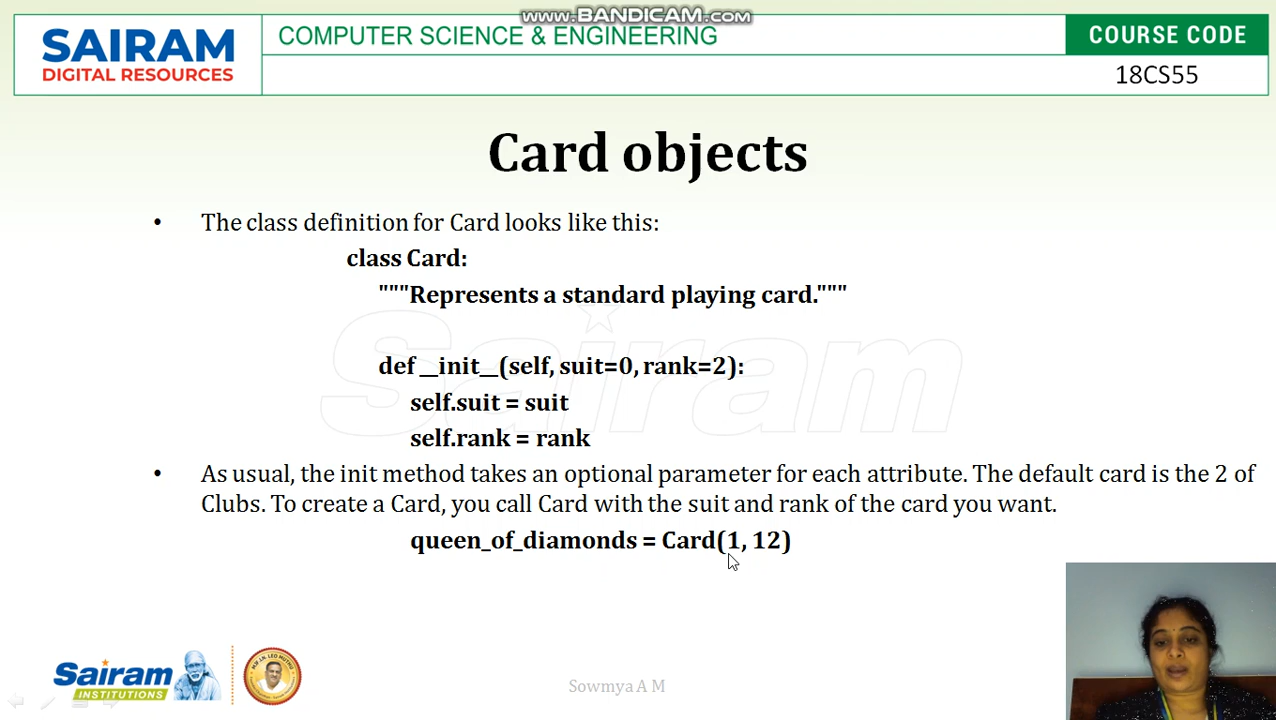 www.BANDICAM.com
SAIRAM
DIGITAL RESOURCES
COMPUTER SCIENCE & ENGINEERING
COURSE CODE
18CS55
Card objects
• The class definition for Card looks like this:
class Card:
"""Represents a standard playing card."""
Sairam
def __init__(self, suit=0, rank=2):
self.suit = suit
self.rank = rank
• As usual, the init method takes an optional parameter for each attribute. The default card is the 2 of
Clubs. To create a Card, you call Card with the suit and rank of the card you want.
queen_of_diamonds = Card(1, 12)
Sairam
INSTITUTIONS
Sowmya A M